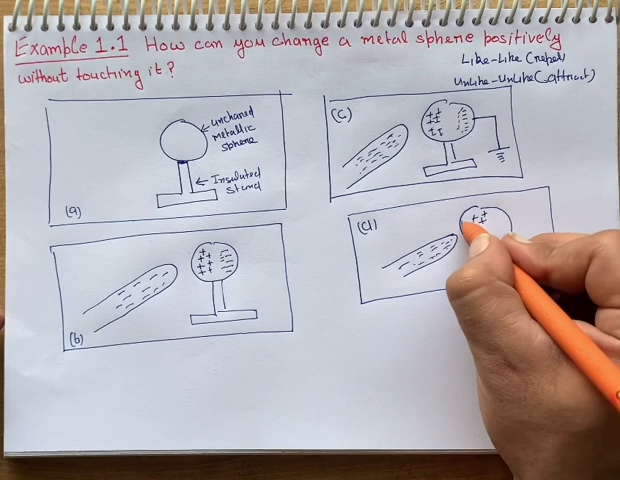 Example 1.1 How can you change a metal sphere positively
without touching it?
Like-Like (repel)
Unlike-Unlike (attract)
unchared
metallic
sphere
Insulated
stand
(a)
(b)
(c)
(d)